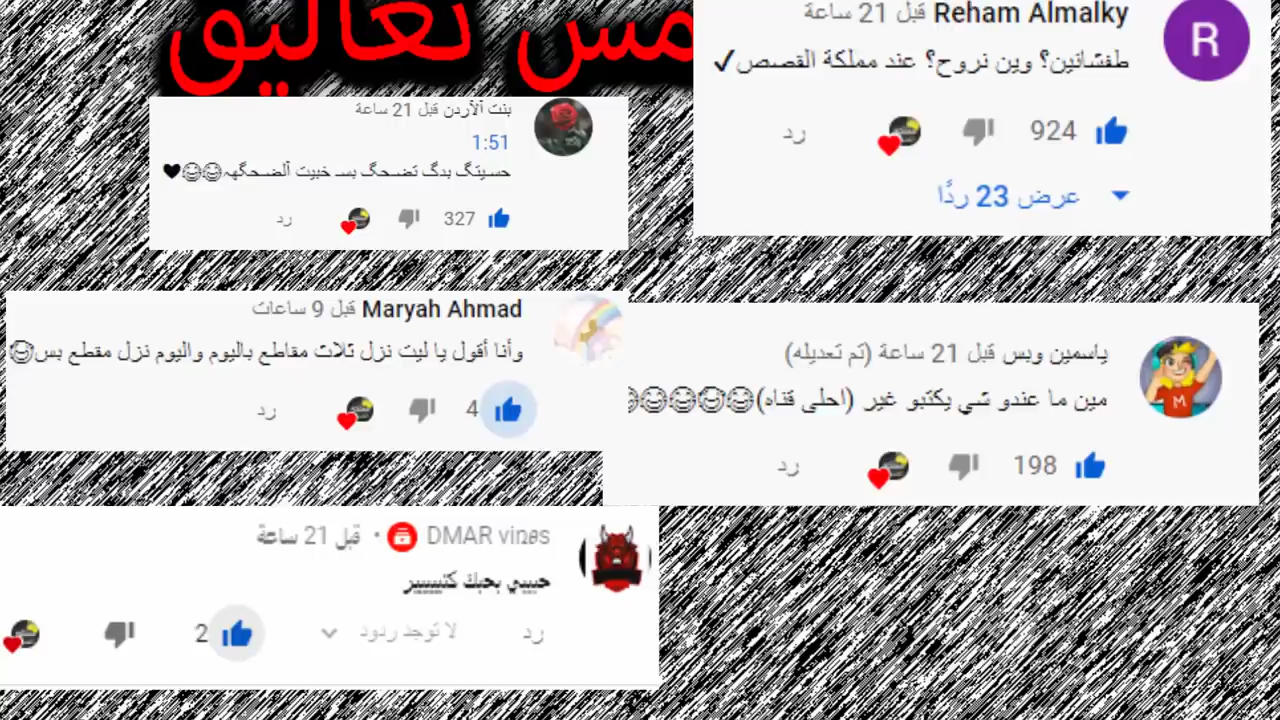 مس تعاليق
Reham Almalky قبل 21 ساعة
طفشانين؟ وين نروح؟ عند مملكة القصص✓
924
رد
عرض 23 ردًّا
بنت ٱلأردن قبل 21 ساعة
1:51
حسيتگ بدگ تضحگ بس خبيت ٱلضحگهہ😂😂🖤
327
رد
Maryah Ahmad قبل 9 ساعات
وأنا أقول يا ليت نزل ثلاث مقاطع باليوم واليوم نزل مقطع بس😂
4
رد
ياسمين وبس قبل 21 ساعة (تم تعديله)
مين ما عندو شي يكتبو غير (احلى قناه)😂😂😂😂
198
رد
DMAR vines • قبل 21 ساعة
حبيبي بحبك كتيييير
2
رد
لا توجد ردود